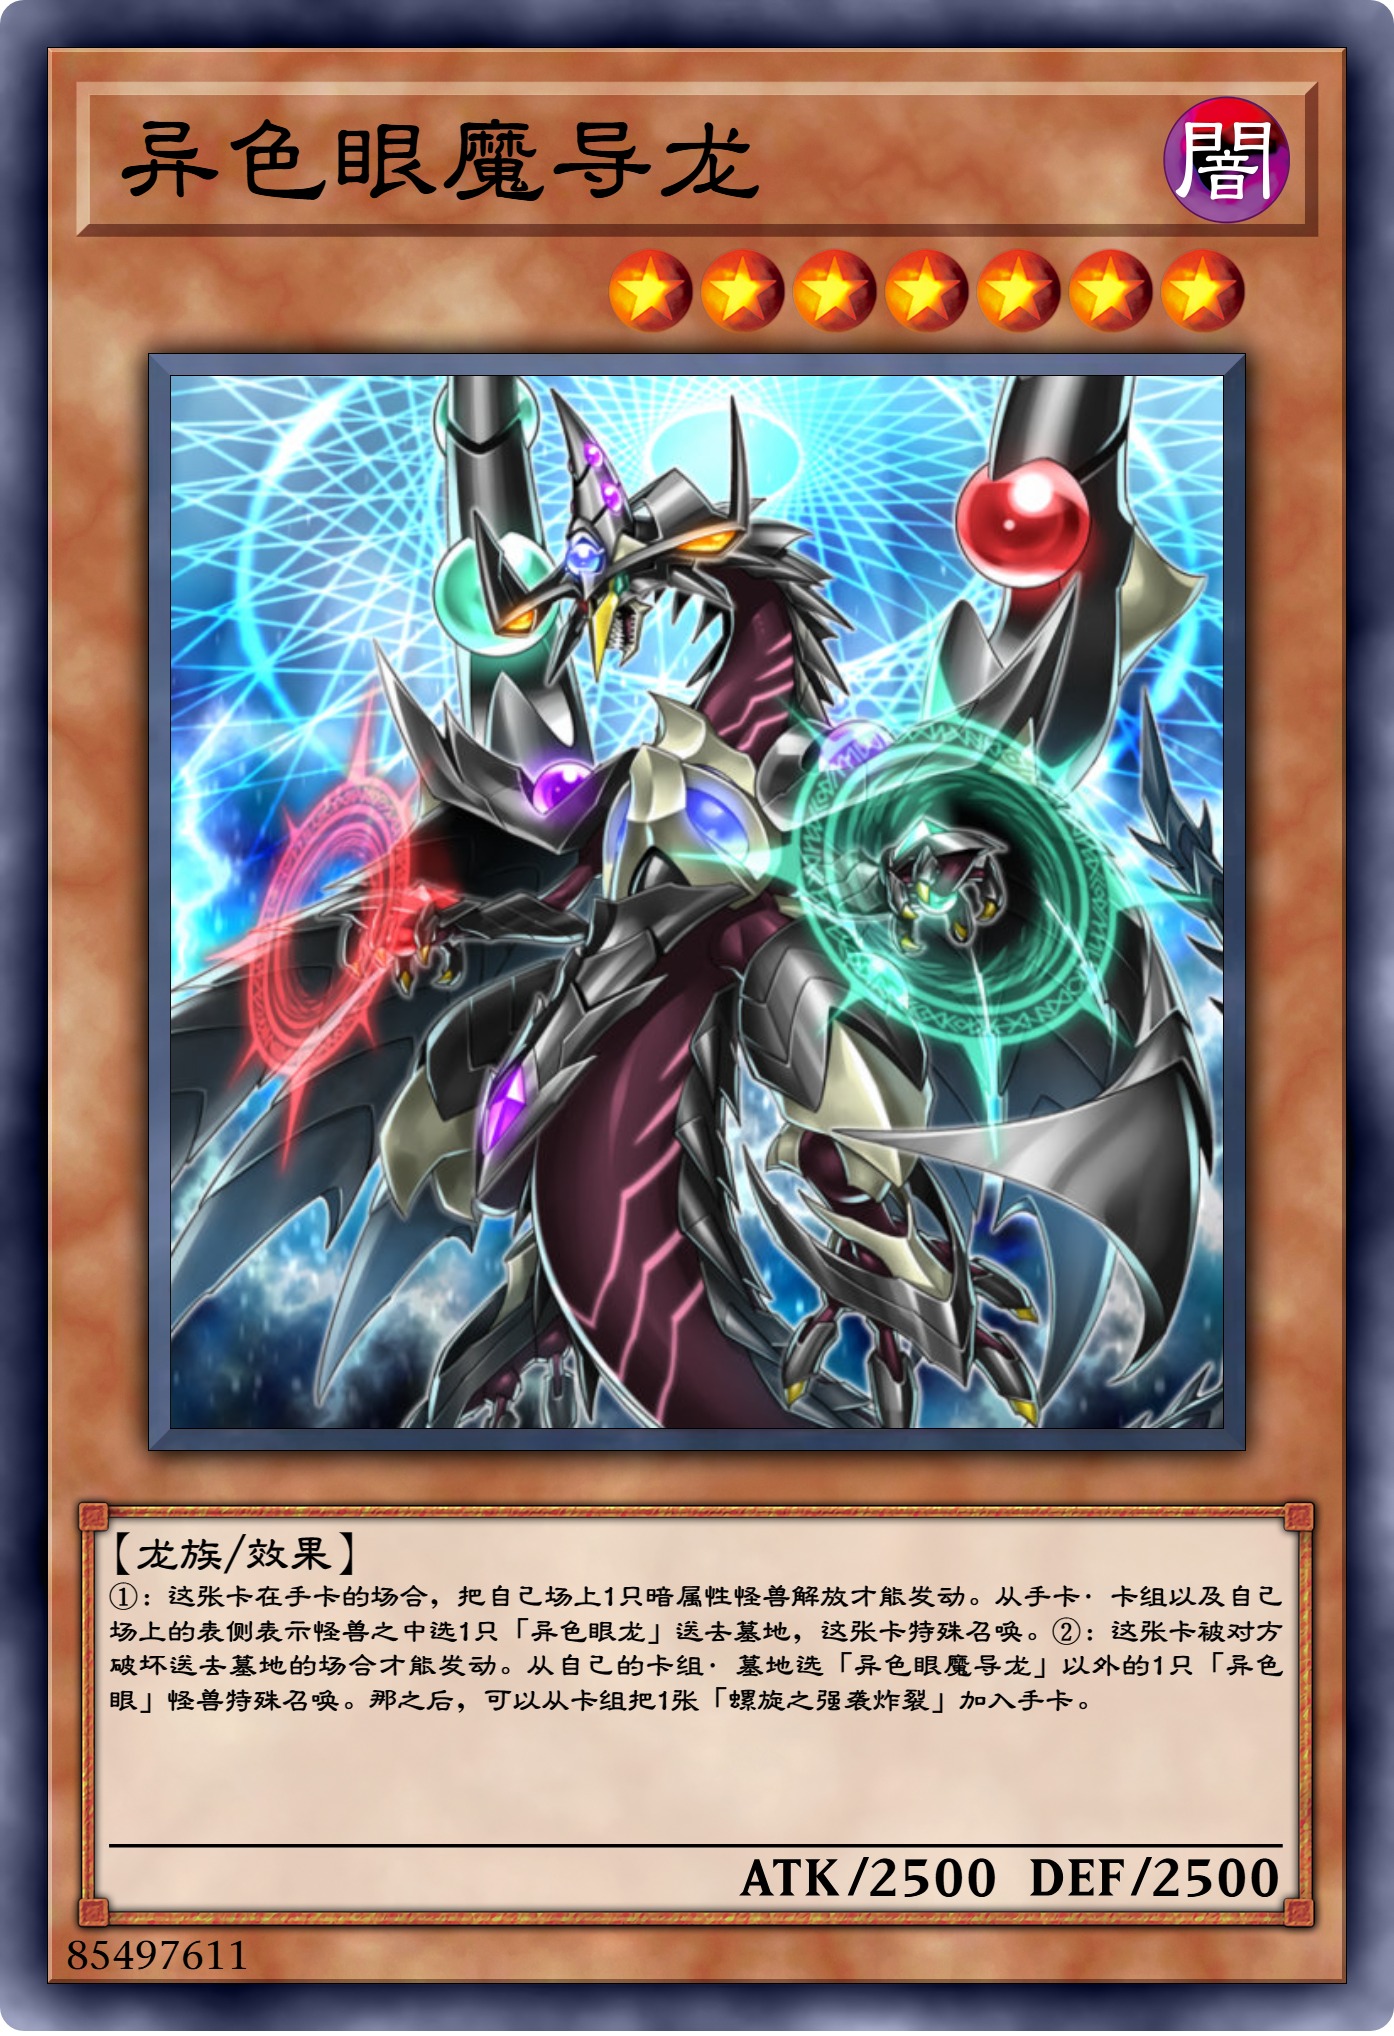 异色眼魔导龙
闇
【龙族/效果】
①：这张卡在手卡的场合，把自己场上1只暗属性怪兽解放才能发动。从手卡·卡组以及自己
场上的表侧表示怪兽之中选1只「异色眼龙」送去墓地，这张卡特殊召唤。②：这张卡被对方
破坏送去墓地的场合才能发动。从自己的卡组·墓地选「异色眼魔导龙」以外的1只「异色
眼」怪兽特殊召唤。那之后，可以从卡组把1张「螺旋之强袭炸裂」加入手卡。
ATK/2500 DEF/2500
85497611